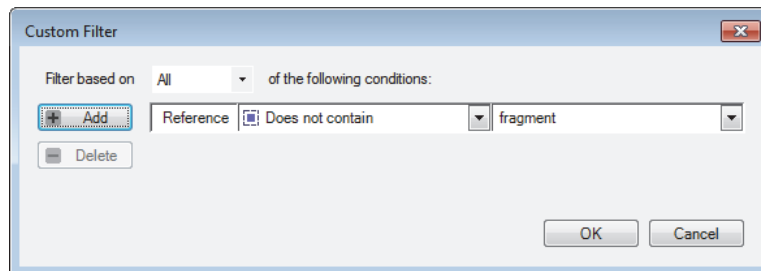 Custom Filter
Filter based on All of the following conditions:
Add Reference Does not contain fragment
Delete
OK Cancel